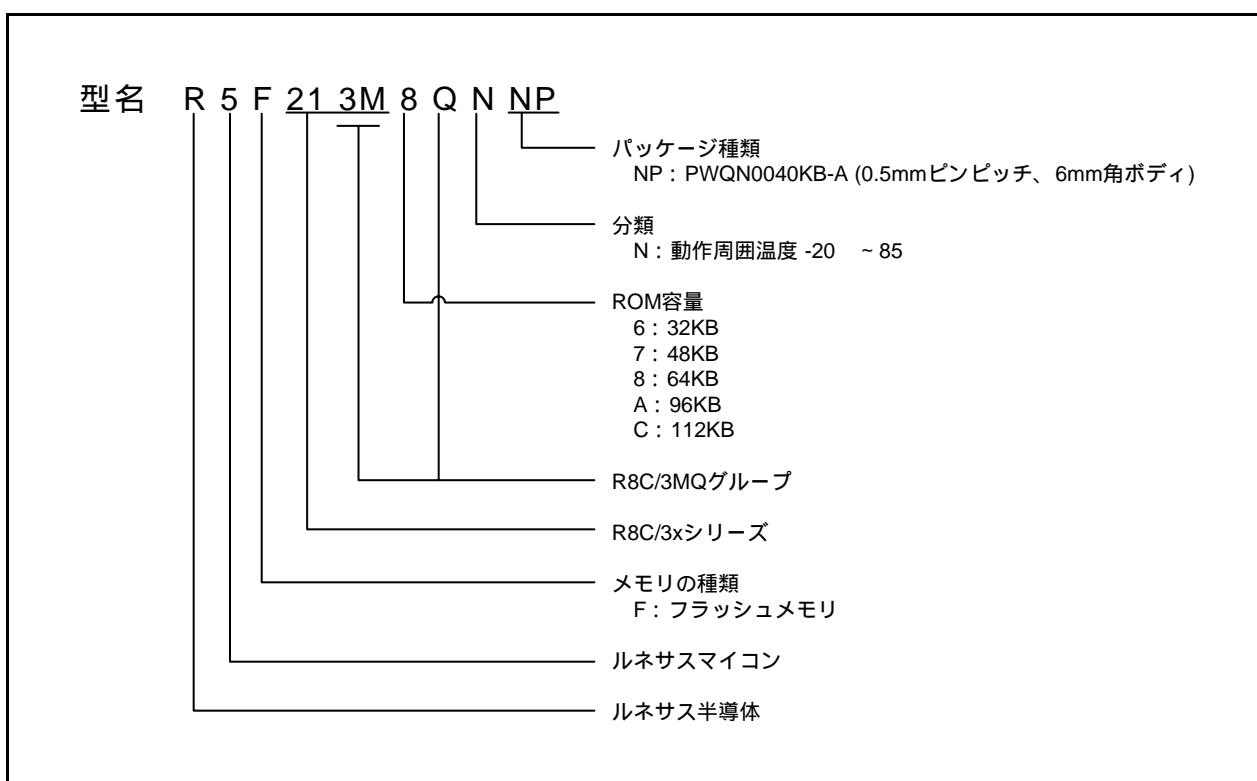 型名 R 5 F 21 3M 8 Q N NP
パッケージ種類
NP：PWQN0040KB-A (0.5mmピンピッチ、6mm角ボディ)
分類
N：動作周囲温度 -20 ~ 85
ROM容量
6：32KB
7：48KB
8：64KB
A：96KB
C：112KB
R8C/3MQグループ
R8C/3xシリーズ
メモリの種類
F：フラッシュメモリ
ルネサスマイコン
ルネサス半導体